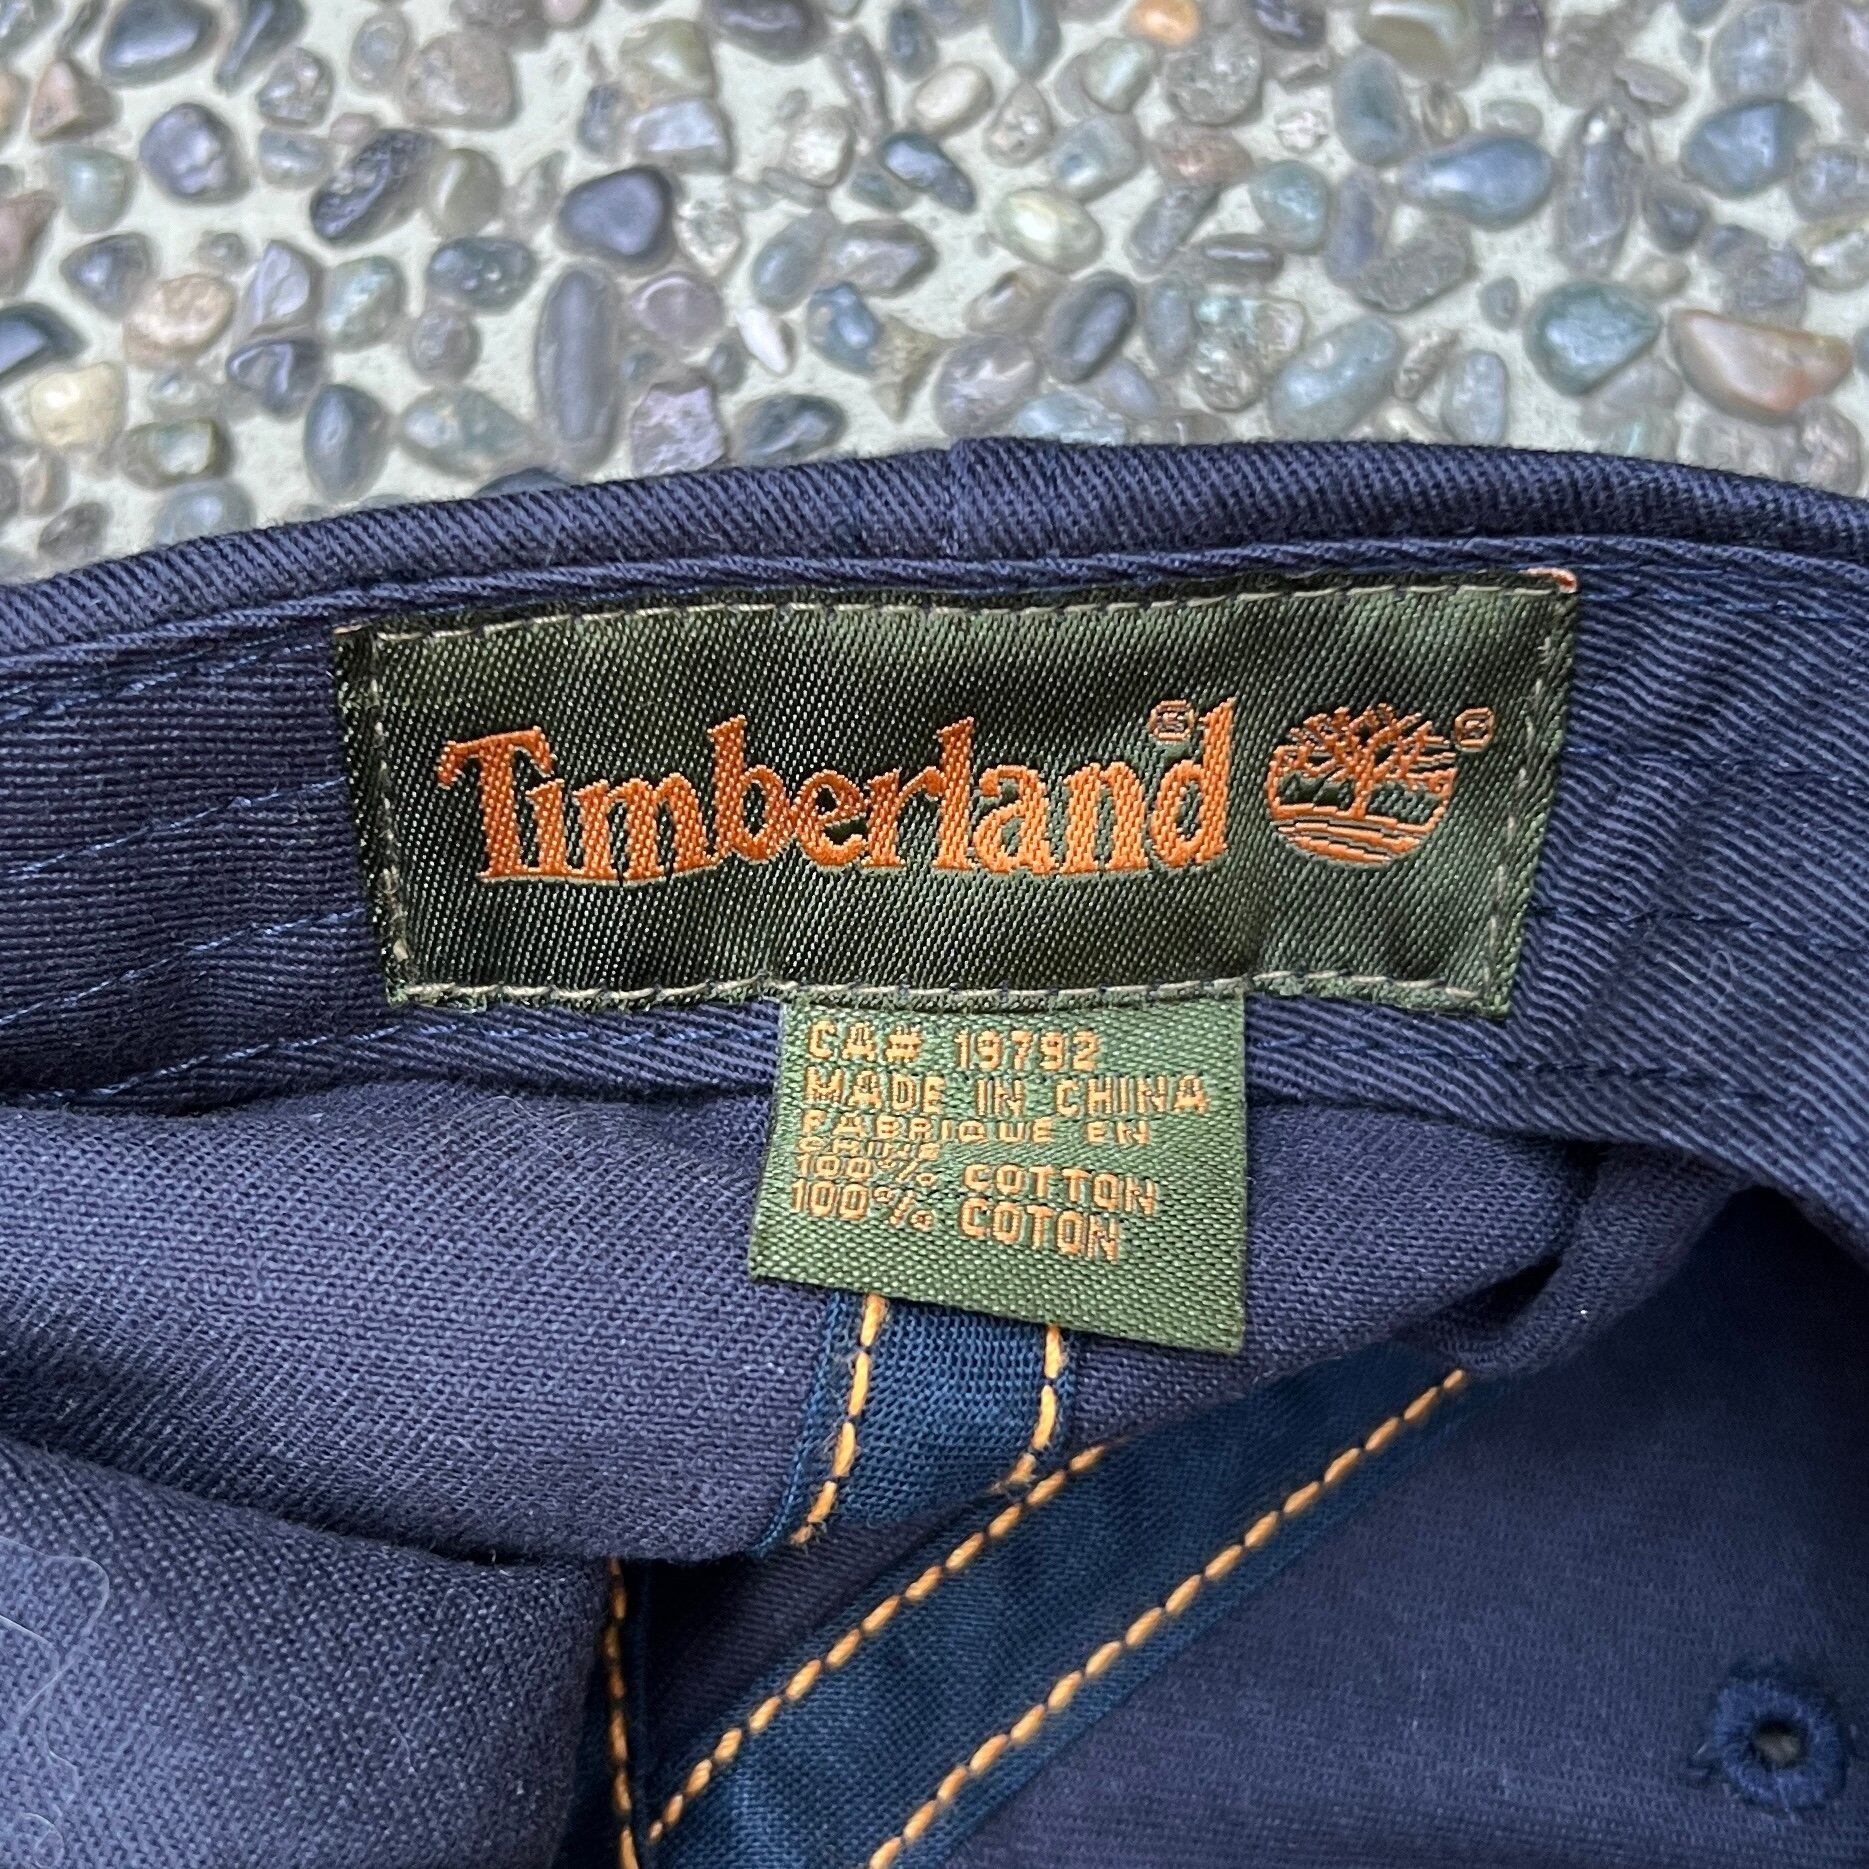 Timberland®
®
CA# 19792
MADE IN CHINA
FABRIQUE EN
CHINE
100% COTTON
100% COTON